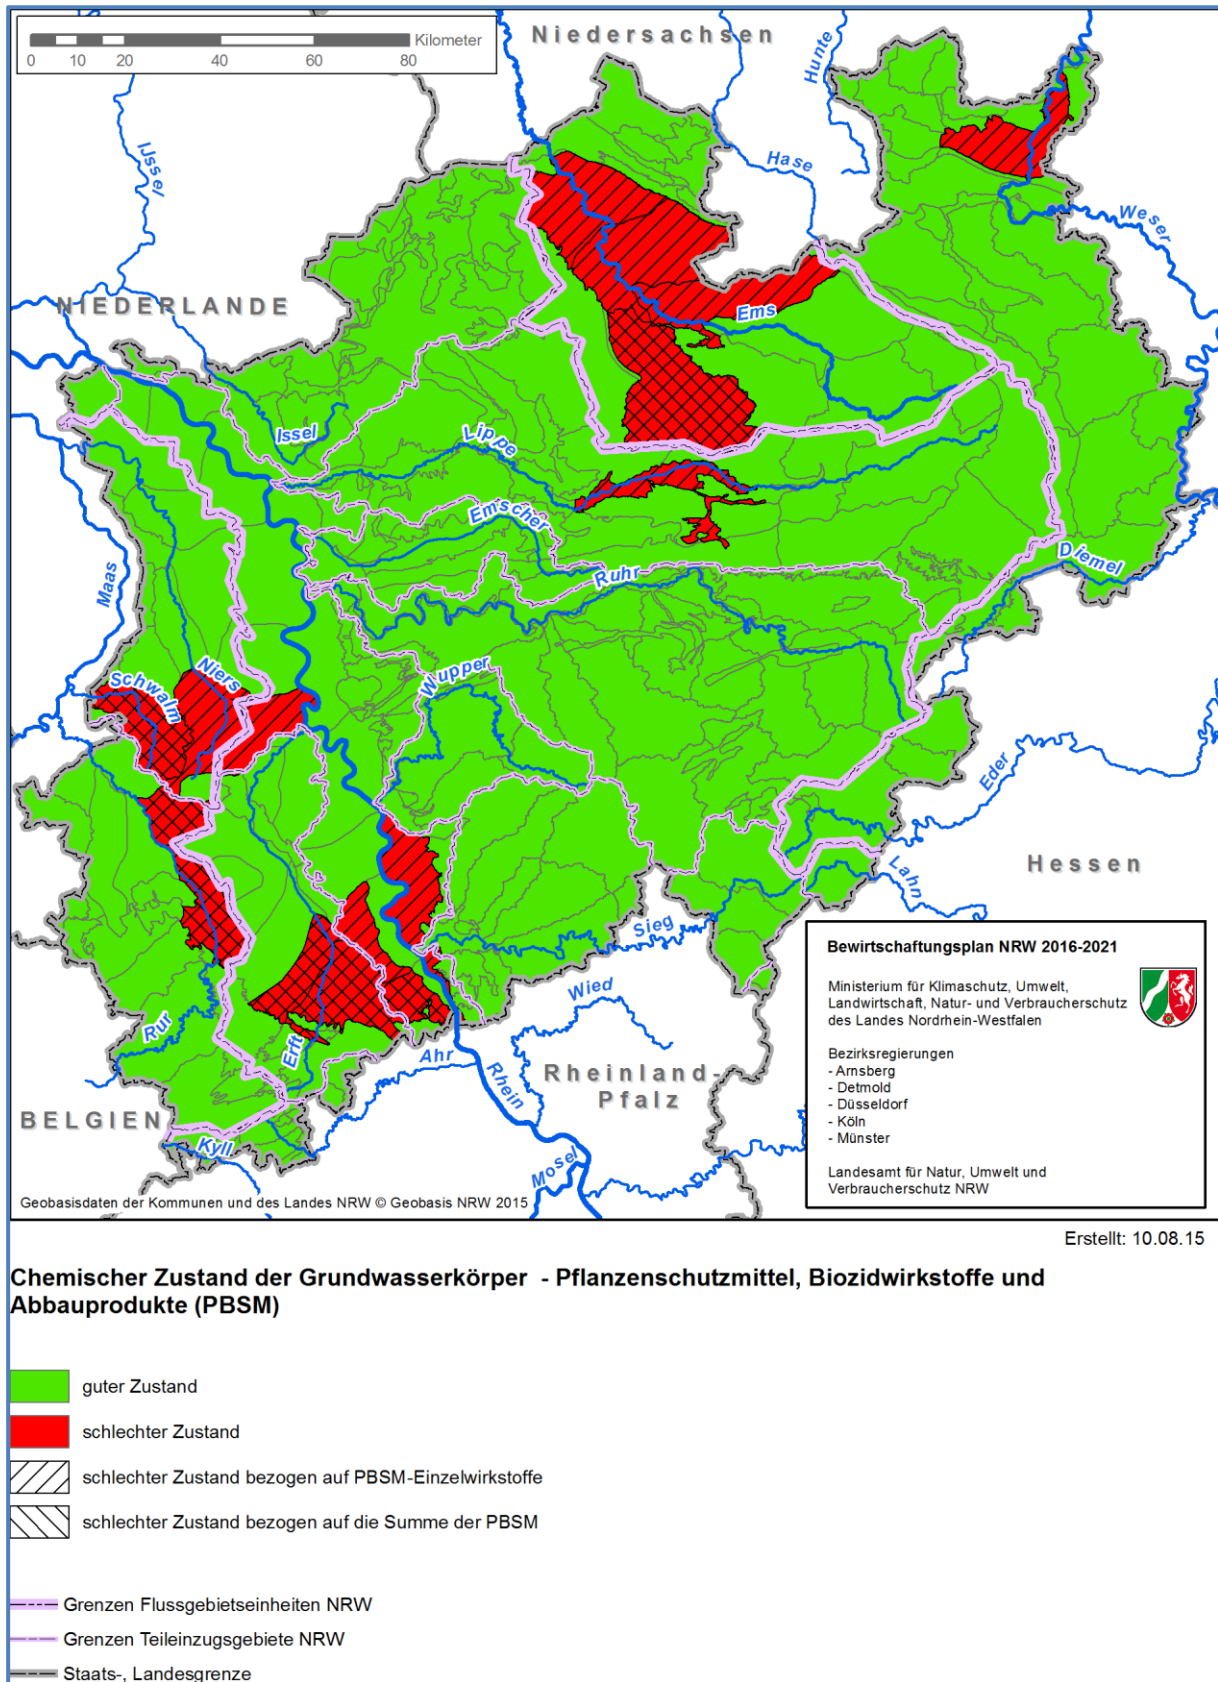 Niedersachsen
Kilometer
0 10 20 40 60 80
Hunte
IJssel
Hase
Weser
NIEDERLANDE
Ems
Issel
Lippe
Emscher
Diemel
Maas
Ruhr
Niers
Schwalm
Wupper
Eder
Hessen
Lahn
Sieg
Wied
Rur
Erft
Ahr
Rhein
Rheinland-
Pfalz
BELGIEN
Kyll
Mosel
Bewirtschaftungsplan NRW 2016-2021
Ministerium für Klimaschutz, Umwelt,
Landwirtschaft, Natur- und Verbraucherschutz
des Landes Nordrhein-Westfalen
Bezirksregierungen
- Arnsberg
- Detmold
- Düsseldorf
- Köln
- Münster
Landesamt für Natur, Umwelt und
Verbraucherschutz NRW
Geobasisdaten der Kommunen und des Landes NRW © Geobasis NRW 2015
Erstellt: 10.08.15
Chemischer Zustand der Grundwasserkörper - Pflanzenschutzmittel, Biozidwirkstoffe und
Abbauprodukte (PBSM)
guter Zustand
schlechter Zustand
schlechter Zustand bezogen auf PBSM-Einzelwirkstoffe
schlechter Zustand bezogen auf die Summe der PBSM
Grenzen Flussgebietseinheiten NRW
Grenzen Teileinzugsgebiete NRW
Staats-, Landesgrenze